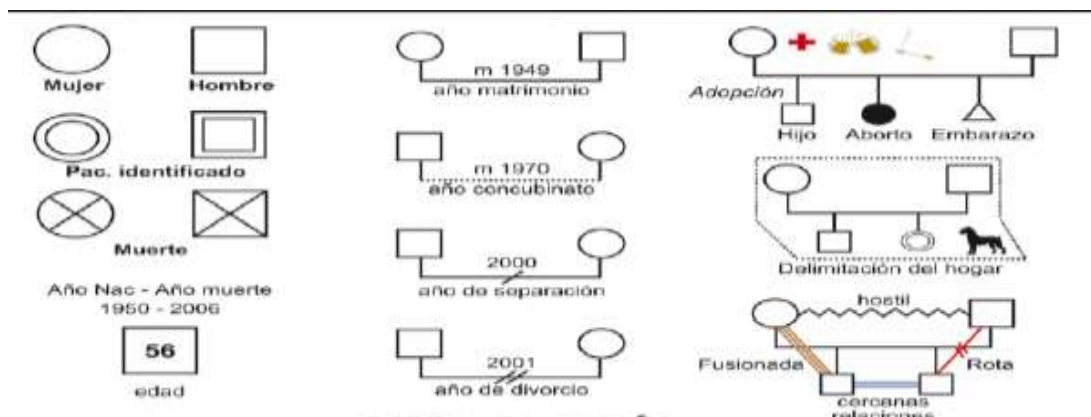 Mujer
Hombre
Pac. identificado
Muerte
Año Nac - Año muerte
1950 - 2006
56
edad
m 1949
año matrimonio
m 1970
año concubinato
2000
año de separación
2001
año de divorcio
Adopción
Hijo
Aborto
Embarazo
Delimitación del hogar
hostil
Fusionada
Rota
cercanas
relaciones